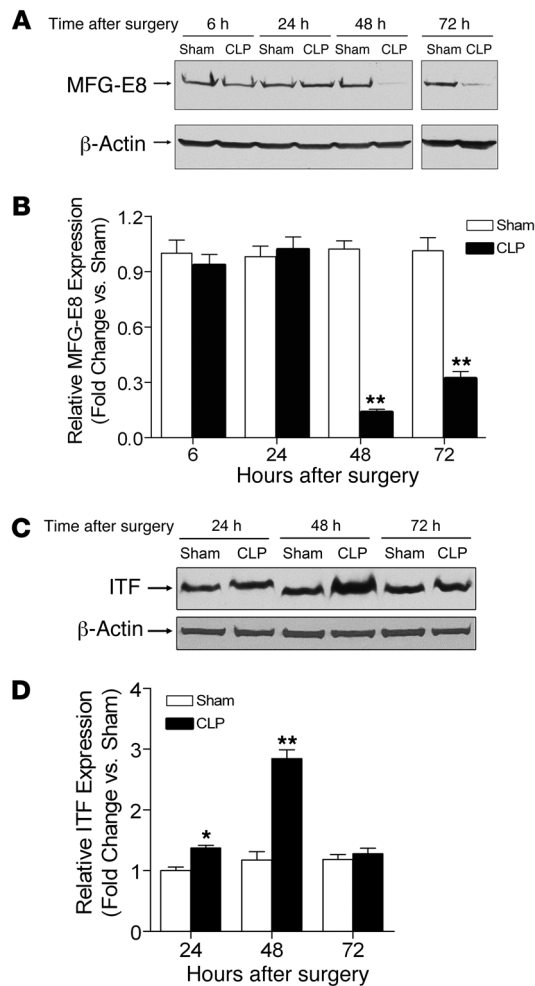 A Time after surgery 6 h 24 h 48 h 72 h
Sham CLP Sham CLP Sham CLP Sham CLP
MFG-E8
β-Actin
B
Relative MFG-E8 Expression
(Fold Change vs. Sham)
1.2
0.9
0.6
0.3
0.0
Sham
CLP
**
**
6 24 48 72
Hours after surgery
C Time after surgery 24 h 48 h 72 h
Sham CLP Sham CLP Sham CLP
ITF
β-Actin
D
Relative ITF Expression
(Fold Change vs. Sham)
4
3
2
1
0
Sham
CLP
*
**
24 48 72
Hours after surgery